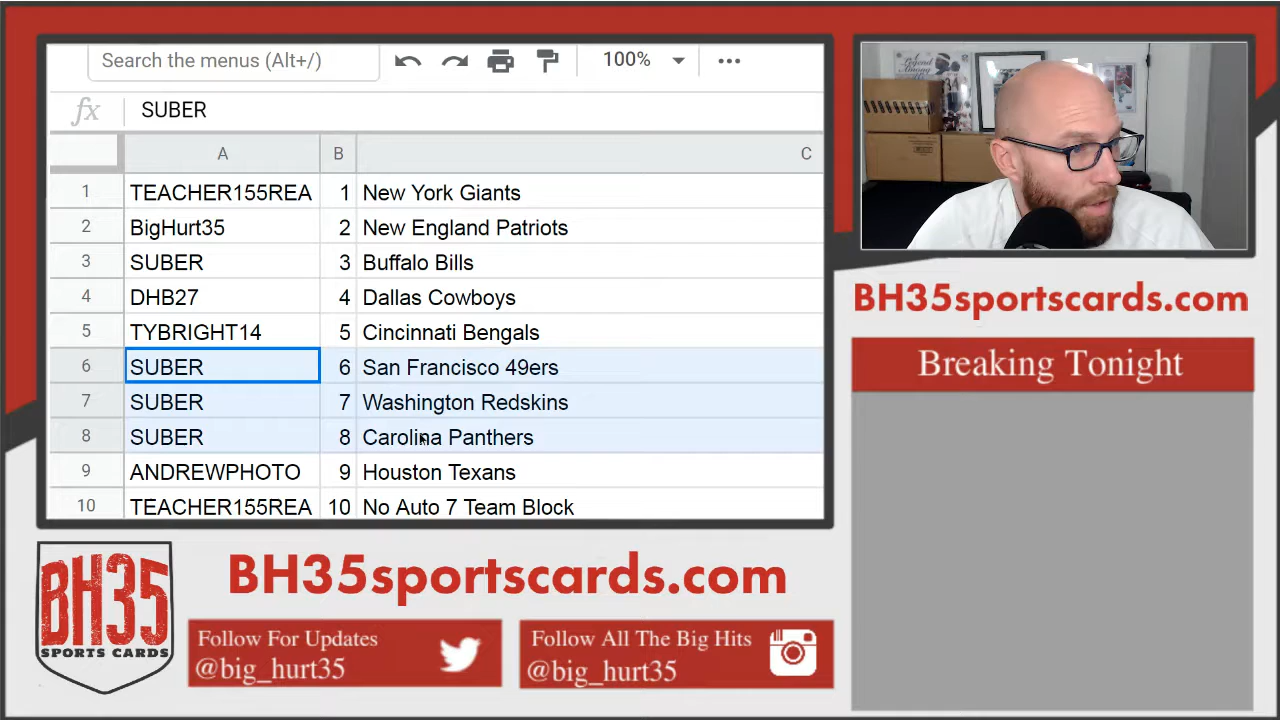 Search the menus (Alt+/)
100%
fx SUBER
A B C
1 TEACHER155REA 1 New York Giants
2 BigHurt35 2 New England Patriots
3 SUBER 3 Buffalo Bills
4 DHB27 4 Dallas Cowboys
5 TYBRIGHT14 5 Cincinnati Bengals
6 SUBER 6 San Francisco 49ers
7 SUBER 7 Washington Redskins
8 SUBER 8 Carolina Panthers
9 ANDREWPHOTO 9 Houston Texans
10 TEACHER155REA 10 No Auto 7 Team Block
Legend
Among
BH35sportscards.com
Breaking Tonight
BH35
SPORTS CARDS
BH35sportscards.com
Follow For Updates
@big_hurt35
Follow All The Big Hits
@big_hurt35